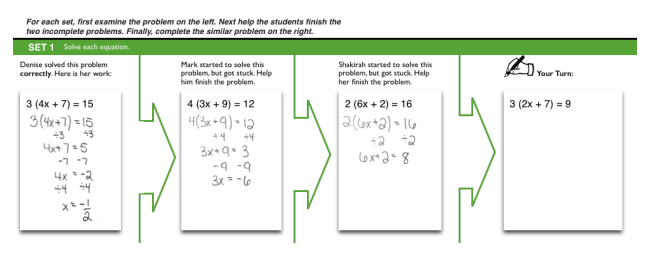 For each set, first examine the problem on the left. Next help the students finish the
two incomplete problems. Finally, complete the similar problem on the right.
SET 1 Solve each equation.
Denise solved this problem
correctly. Here is her work:
3 (4x + 7) = 15
3(4x+7)=15
÷3 ÷3
4x+7=5
-7 -7
4x = -2
÷4 ÷4
x = -1
2
Mark started to solve this
problem, but got stuck. Help
him finish the problem.
4 (3x + 9) = 12
4(3x+9)=12
÷4 ÷4
3x+9=3
-9 -9
3x = -6
Shakirah started to solve this
problem, but got stuck. Help
her finish the problem.
2 (6x + 2) = 16
2(6x+2)=16
÷2 ÷2
6x+2=8
Your Turn:
3 (2x + 7) = 9